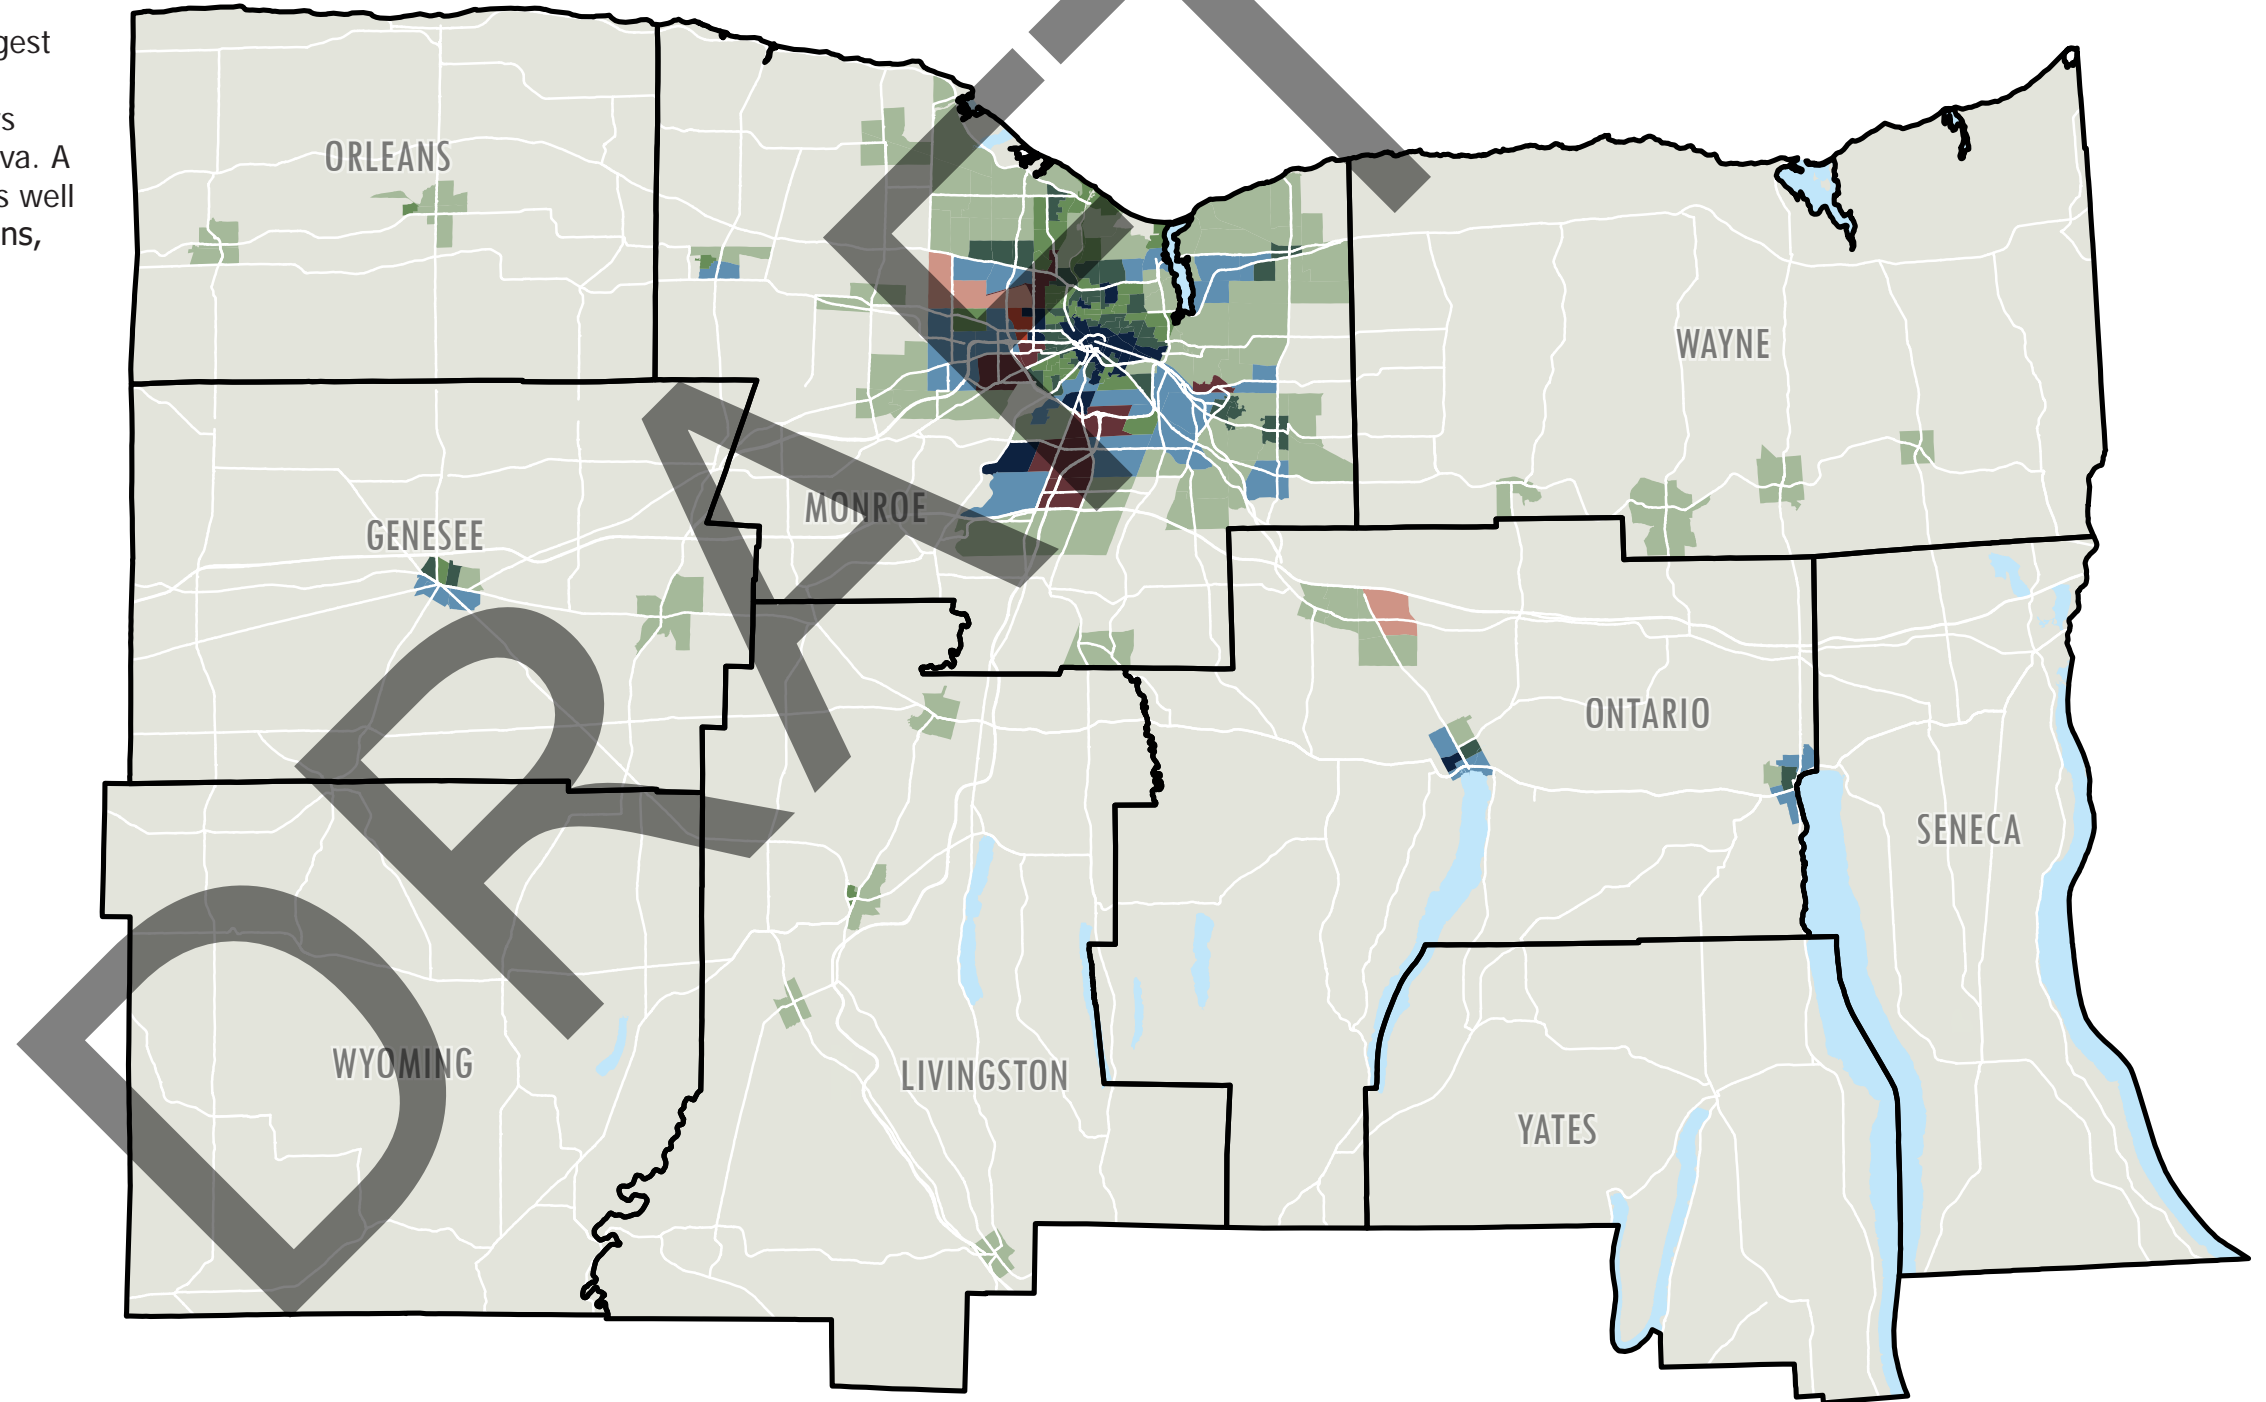 gest
s
va. A
s well
ns,
ORLEANS
WAYNE
MONROE
GENESEE
ONTARIO
SENECA
WYOMING
LIVINGSTON
YATES
DRAFT